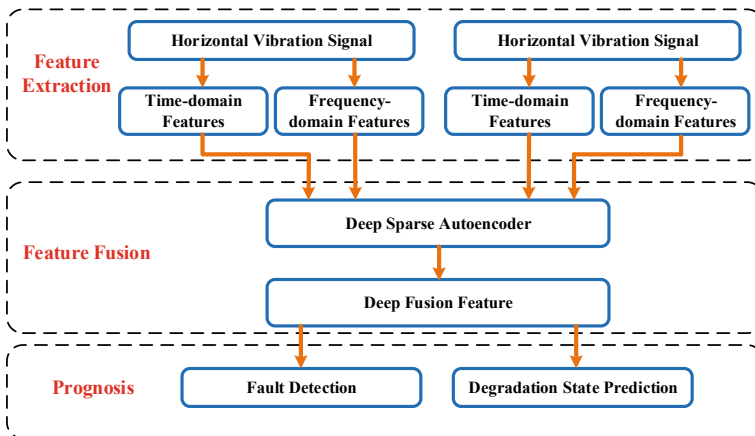 Feature
Extraction
Horizontal Vibration Signal
Horizontal Vibration Signal
Time-domain
Features
Frequency-
domain Features
Time-domain
Features
Frequency-
domain Features
Feature Fusion
Deep Sparse Autoencoder
Deep Fusion Feature
Prognosis
Fault Detection
Degradation State Prediction